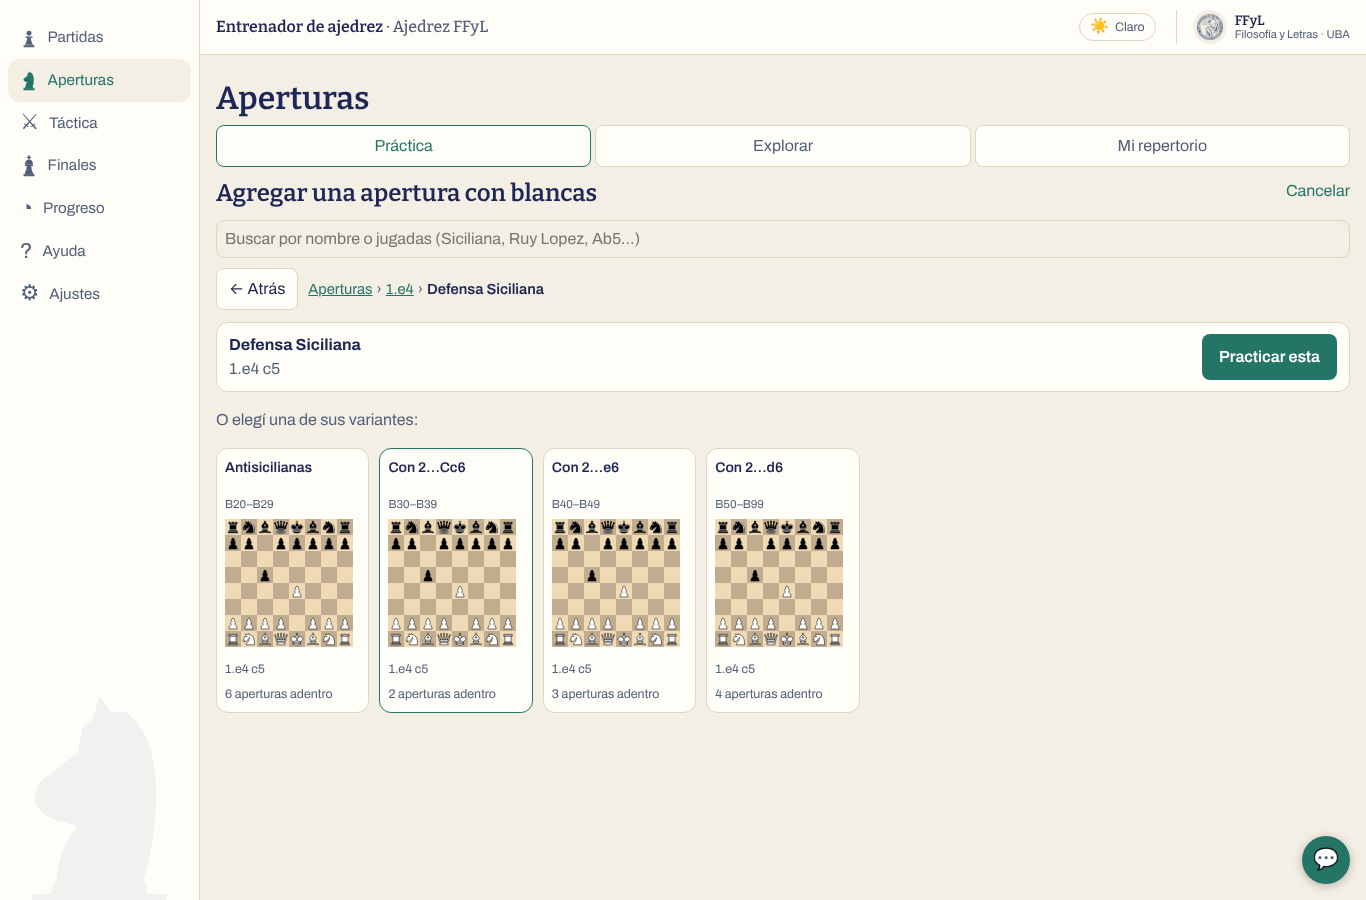 Partidas
Aperturas
Táctica
Finales
Progreso
Ayuda
Ajustes
Entrenador de ajedrez · Ajedrez FFyL
Claro
FFyL
Filosofía y Letras · UBA
Aperturas
Práctica
Explorar
Mi repertorio
Agregar una apertura con blancas
Cancelar
Buscar por nombre o jugadas (Siciliana, Ruy Lopez, Ab5…)
← Atrás
Aperturas › 1.e4 › Defensa Siciliana
Defensa Siciliana
1.e4 c5
Practicar esta
O elegí una de sus variantes:
Antisicilianas
B20–B29
1.e4 c5
6 aperturas adentro
Con 2…Cc6
B30–B39
1.e4 c5
2 aperturas adentro
Con 2…e6
B40–B49
1.e4 c5
3 aperturas adentro
Con 2…d6
B50–B99
1.e4 c5
4 aperturas adentro